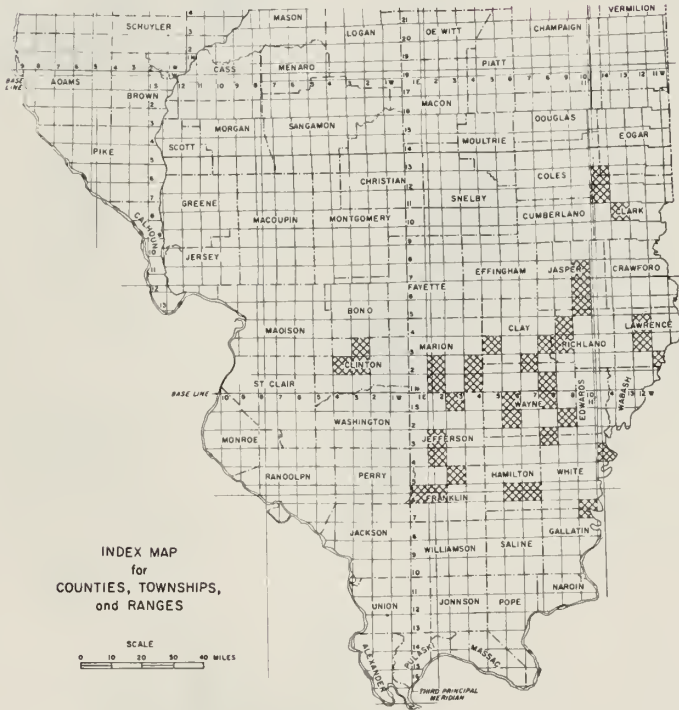 VERMILION
MASON
SCHUYLER
LOGAN
DE WITT
CHAMPAIGN
CASS
MENARD
PIATT
BASE LINE
ADAMS
BROWN
MACON
DOUGLAS
MORGAN
SANGAMON
MOULTRIE
EDGAR
PIKE
SCOTT
CHRISTIAN
COLES
GREENE
SHELBY
CUMBERLAND
CLARK
MACOUPIN
MONTGOMERY
CALHOUN
JERSEY
EFFINGHAM
JASPER
CRAWFORD
FAYETTE
BOND
MADISON
CLAY
LAWRENCE
MARION
RICHLAND
CLINTON
ST CLAIR
BASE LINE
WAYNE
EDWARDS
WABASH
WASHINGTON
MONROE
JEFFERSON
RANDOLPH
PERRY
HAMILTON
WHITE
FRANKLIN
JACKSON
GALLATIN
WILLIAMSON
SALINE
INDEX MAP
for
COUNTIES, TOWNSHIPS,
and RANGES
HARDIN
UNION
JOHNSON
POPE
SCALE
0 10 20 30 40 MILES
ALEXANDER
PULASKI
MASSAC
THIRD PRINCIPAL
MERIDIAN